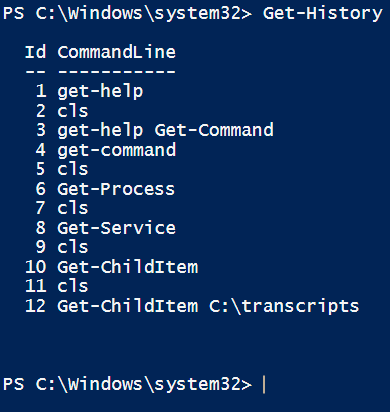 PS C:\Windows\system32> Get-History
Id CommandLine
-- -----------
1 get-help
2 cls
3 get-help Get-Command
4 get-command
5 cls
6 Get-Process
7 cls
8 Get-Service
9 cls
10 Get-ChildItem
11 cls
12 Get-ChildItem C:\transcripts
PS C:\Windows\system32>